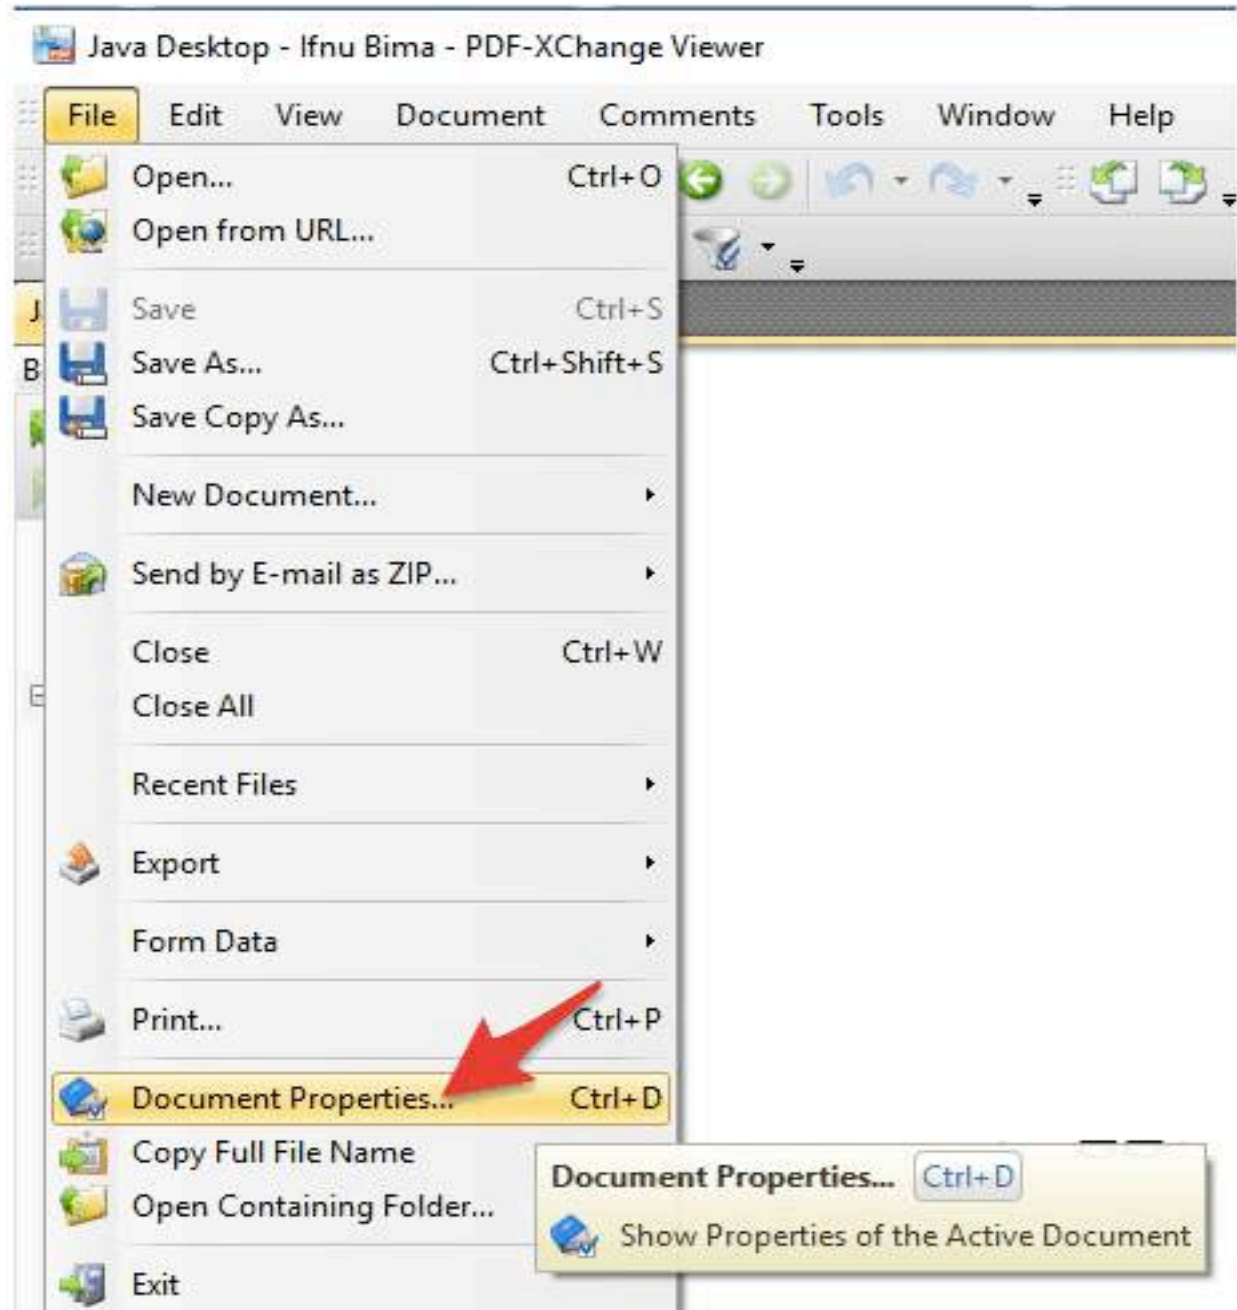 Java Desktop - Ifnu Bima - PDF-XChange Viewer
File Edit View Document Comments Tools Window Help
Open... Ctrl+O
Open from URL...
J
Save Ctrl+S
B
Save As... Ctrl+Shift+S
Save Copy As...
New Document...
Send by E-mail as ZIP...
Close Ctrl+W
Close All
Recent Files
Export
Form Data
Print... Ctrl+P
Document Properties... Ctrl+D
Copy Full File Name
Document Properties... Ctrl+D
Open Containing Folder...
Show Properties of the Active Document
Exit